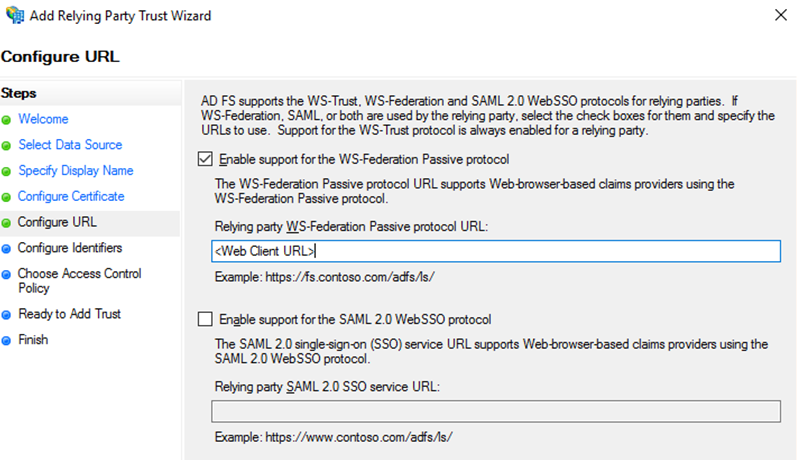 Add Relying Party Trust Wizard
Configure URL
Steps
Welcome
Select Data Source
Specify Display Name
Configure Certificate
Configure URL
Configure Identifiers
Choose Access Control
Policy
Ready to Add Trust
Finish
AD FS supports the WS-Trust, WS-Federation and SAML 2.0 WebSSO protocols for relying parties. If
WS-Federation, SAML, or both are used by the relying party, select the check boxes for them and specify the
URLs to use. Support for the WS-Trust protocol is always enabled for a relying party.
Enable support for the WS-Federation Passive protocol
The WS-Federation Passive protocol URL supports Web-browser-based claims providers using the
WS-Federation Passive protocol.
Relying party WS-Federation Passive protocol URL:
<Web Client URL>
Example: https://fs.contoso.com/adfs/ls/
Enable support for the SAML 2.0 WebSSO protocol
The SAML 2.0 single-sign-on (SSO) service URL supports Web-browser-based claims providers using the
SAML 2.0 WebSSO protocol.
Relying party SAML 2.0 SSO service URL:
Example: https://www.contoso.com/adfs/ls/